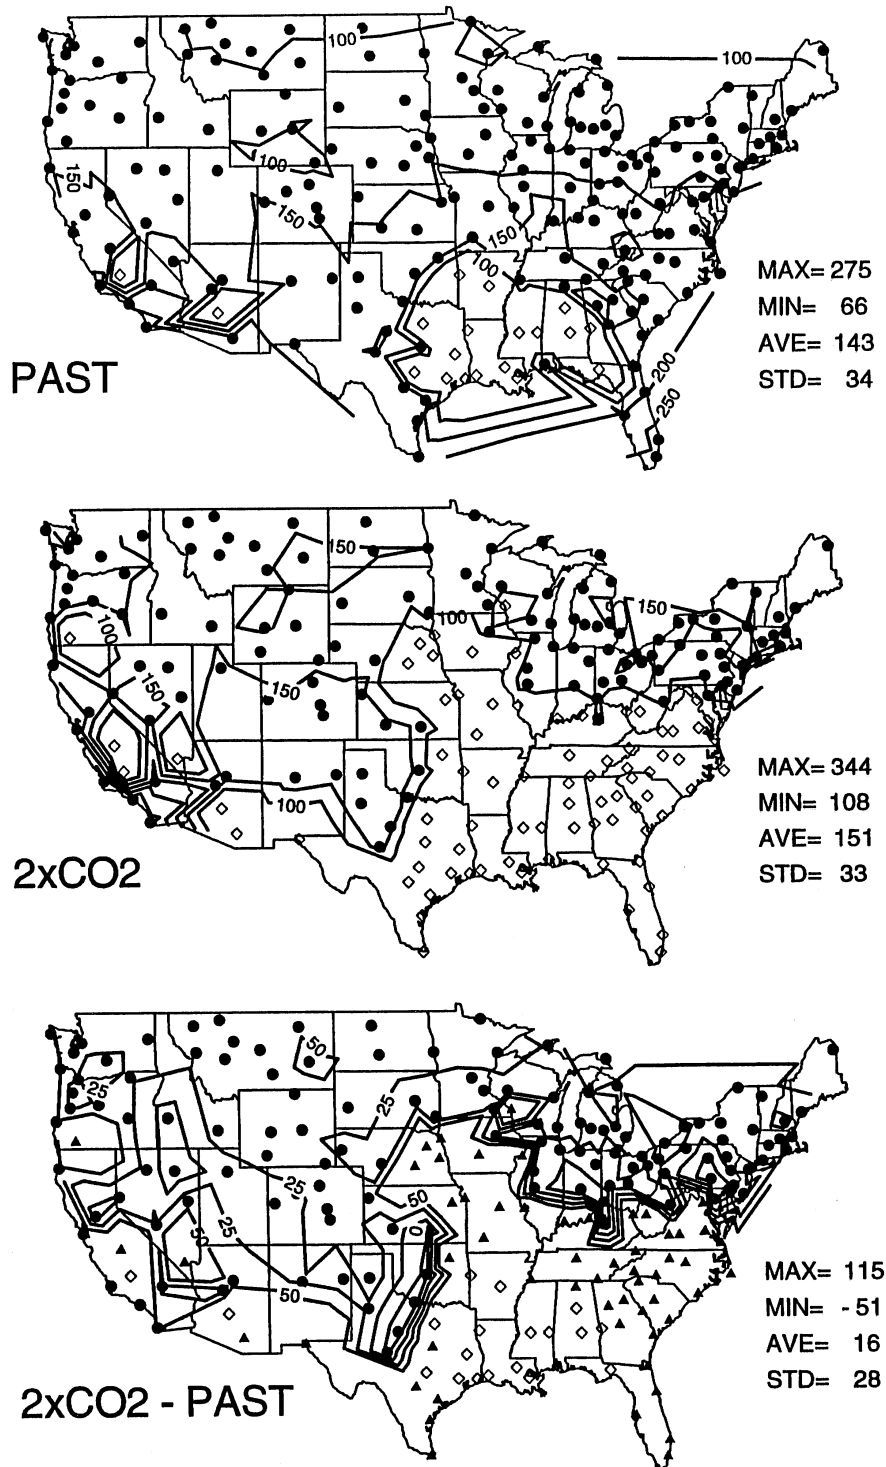 100
100
150
100
150
150
100
MAX= 275
MIN= 66
AVE= 143
STD= 34
PAST
200
250
150
100
150
100
150
150
100
MAX= 344
MIN= 108
AVE= 151
STD= 33
2xCO2
50
25
25
25
50
25
50
0
50
MAX= 115
MIN= - 51
AVE= 16
STD= 28
2xCO2 - PAST